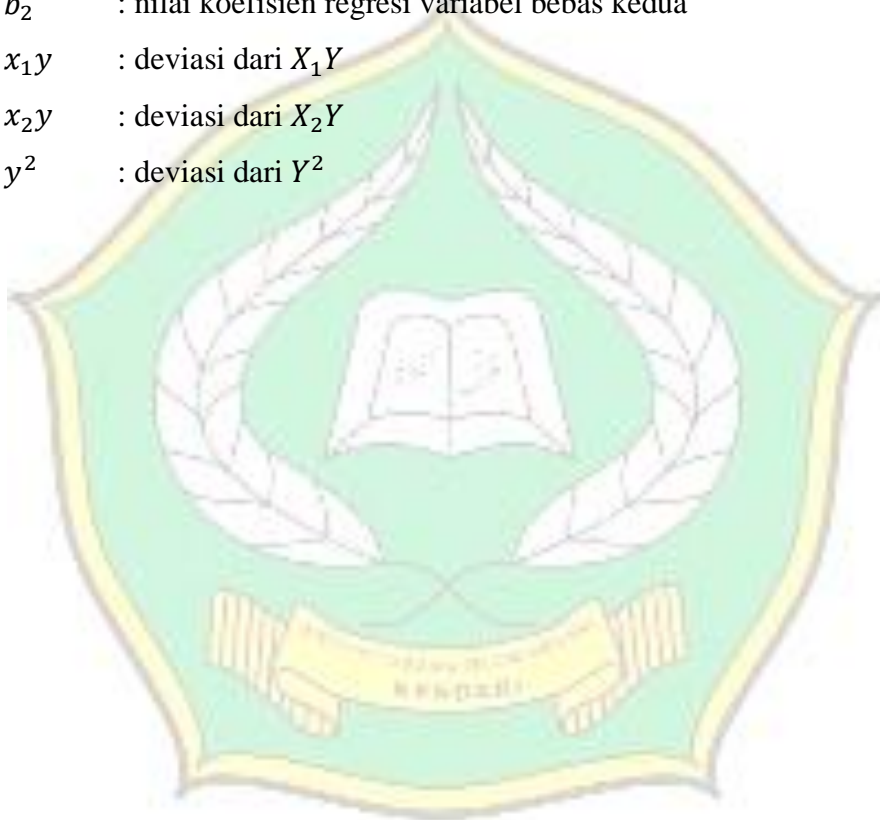 b₂ : nilai koefisien regresi variabel bebas kedua
x₁y : deviasi dari X₁Y
x₂y : deviasi dari X₂Y
y² : deviasi dari Y²
KENDARI